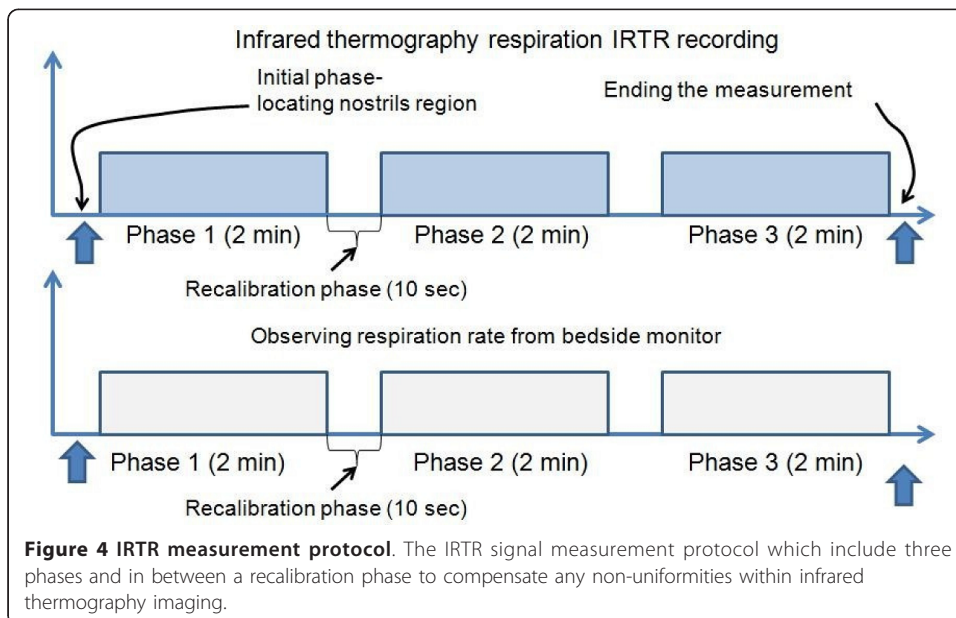 Infrared thermography respiration IRTR recording
Initial phase-
locating nostrils region
Ending the measurement
Phase 1 (2 min)
Phase 2 (2 min)
Phase 3 (2 min)
Recalibration phase (10 sec)
Observing respiration rate from bedside monitor
Phase 1 (2 min)
Phase 2 (2 min)
Phase 3 (2 min)
Recalibration phase (10 sec)
Figure 4 IRTR measurement protocol. The IRTR signal measurement protocol which include three
phases and in between a recalibration phase to compensate any non-uniformities within infrared
thermography imaging.